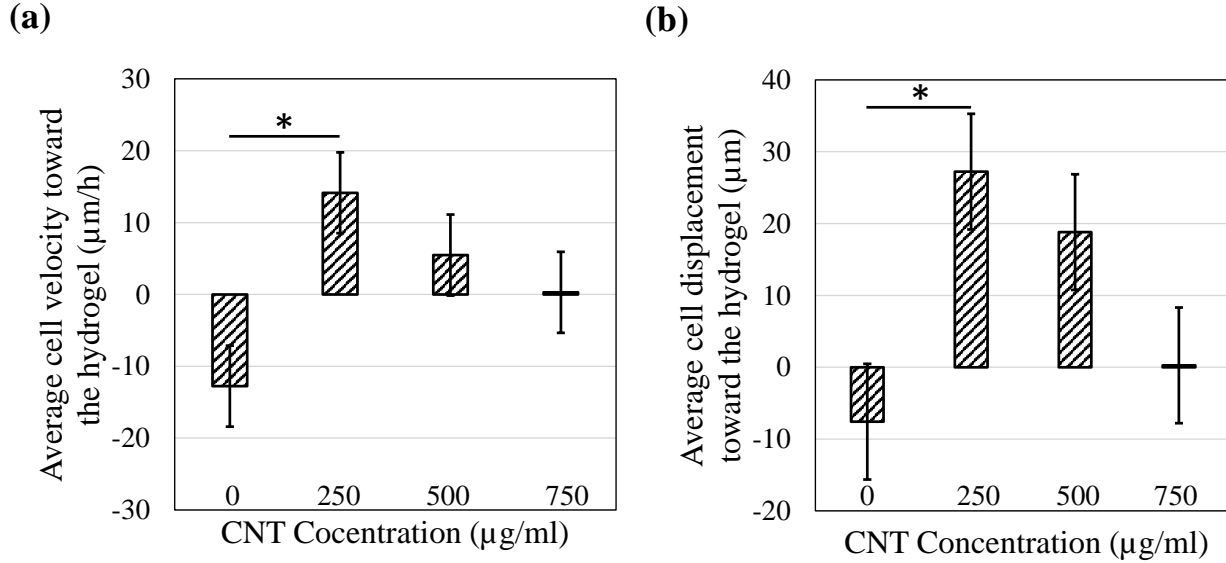 (a)
Average cell velocity toward
the hydrogel (µm/h)
30
20
10
0
-10
-20
-30
*
0 250 500 750
CNT Cocentration (µg/ml)
(b)
Average cell displacement
toward the hydrogel (µm)
40
30
20
10
0
-10
-20
*
0 250 500 750
CNT Concentration (µg/ml)